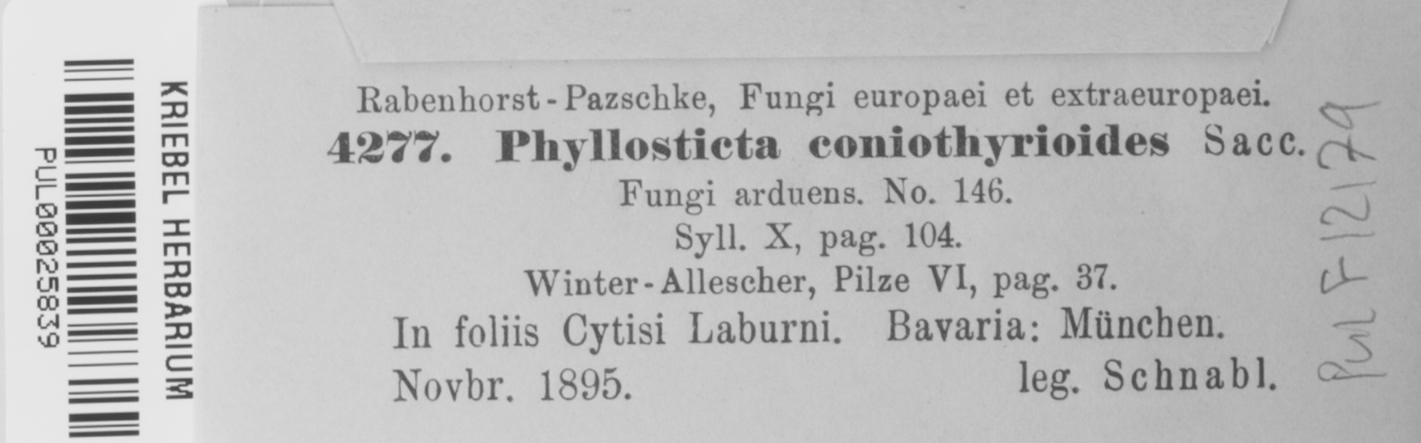 Rabenhorst-Pazschke, Fungi europaei et extraeuropaei.
4277. Phyllosticta coniothyrioides Sacc.
Fungi arduens. No. 146.
Syll. X, pag. 104.
Winter-Allescher, Pilze VI, pag. 37.
In foliis Cytisi Laburni. Bavaria: München.
Novbr. 1895. leg. Schnabl.
KRIEBEL HERBARIUM
PUL00025839
PUL F12179